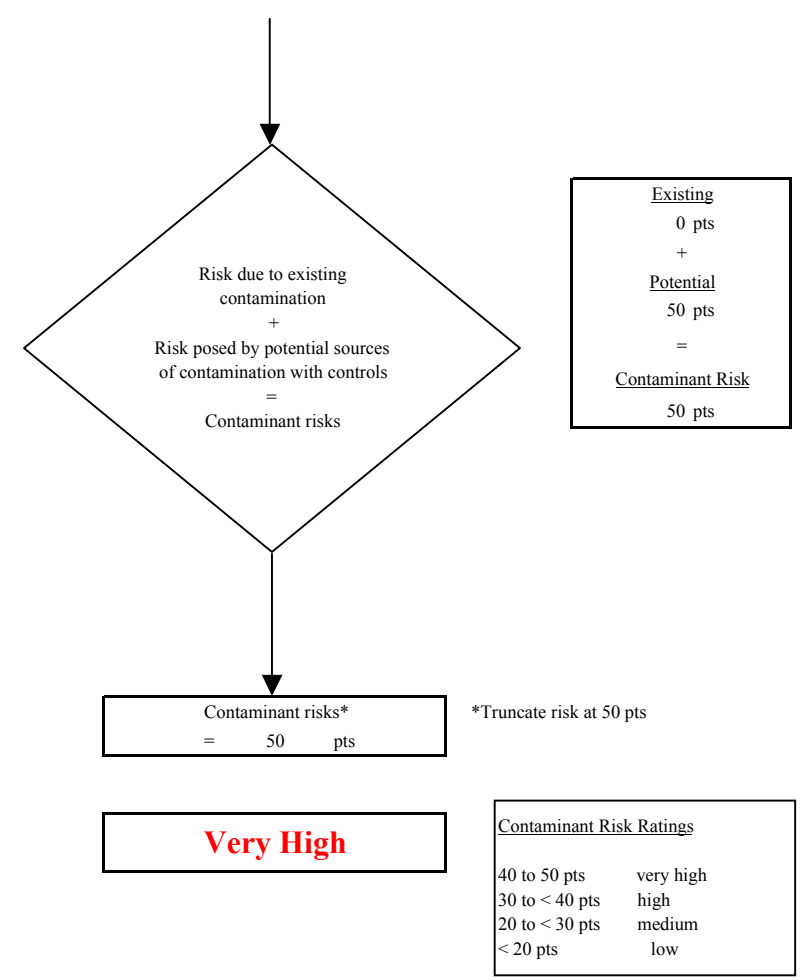 Risk due to existing
contamination
+
Risk posed by potential sources
of contamination with controls
=
Contaminant risks
Existing
0 pts
+
Potential
50 pts
=
Contaminant Risk
50 pts
Contaminant risks*
= 50 pts
*Truncate risk at 50 pts
Very High
Contaminant Risk Ratings
40 to 50 pts very high
30 to < 40 pts high
20 to < 30 pts medium
< 20 pts low